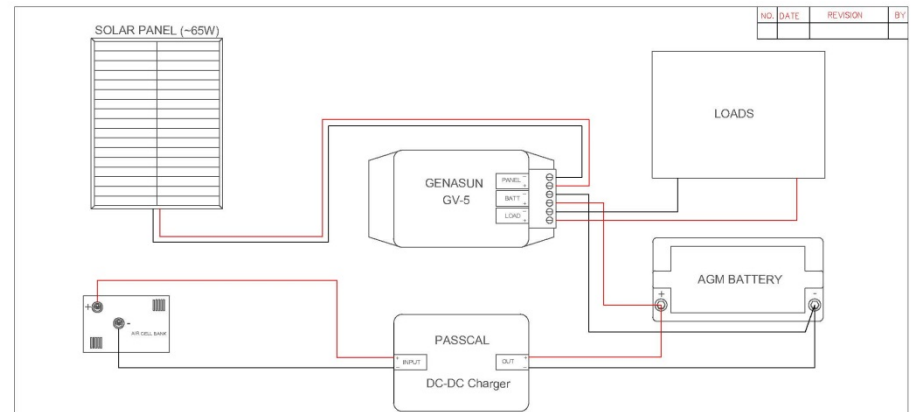 NO. DATE REVISION BY
SOLAR PANEL (~65W)
LOADS
GENASUN
GV-5
PANEL - +
BATT. - +
LOAD - +
AGM BATTERY
+ -
+
-
AIR CELL BANK
PASSCAL
+ INPUT -
OUT + -
DC-DC Charger